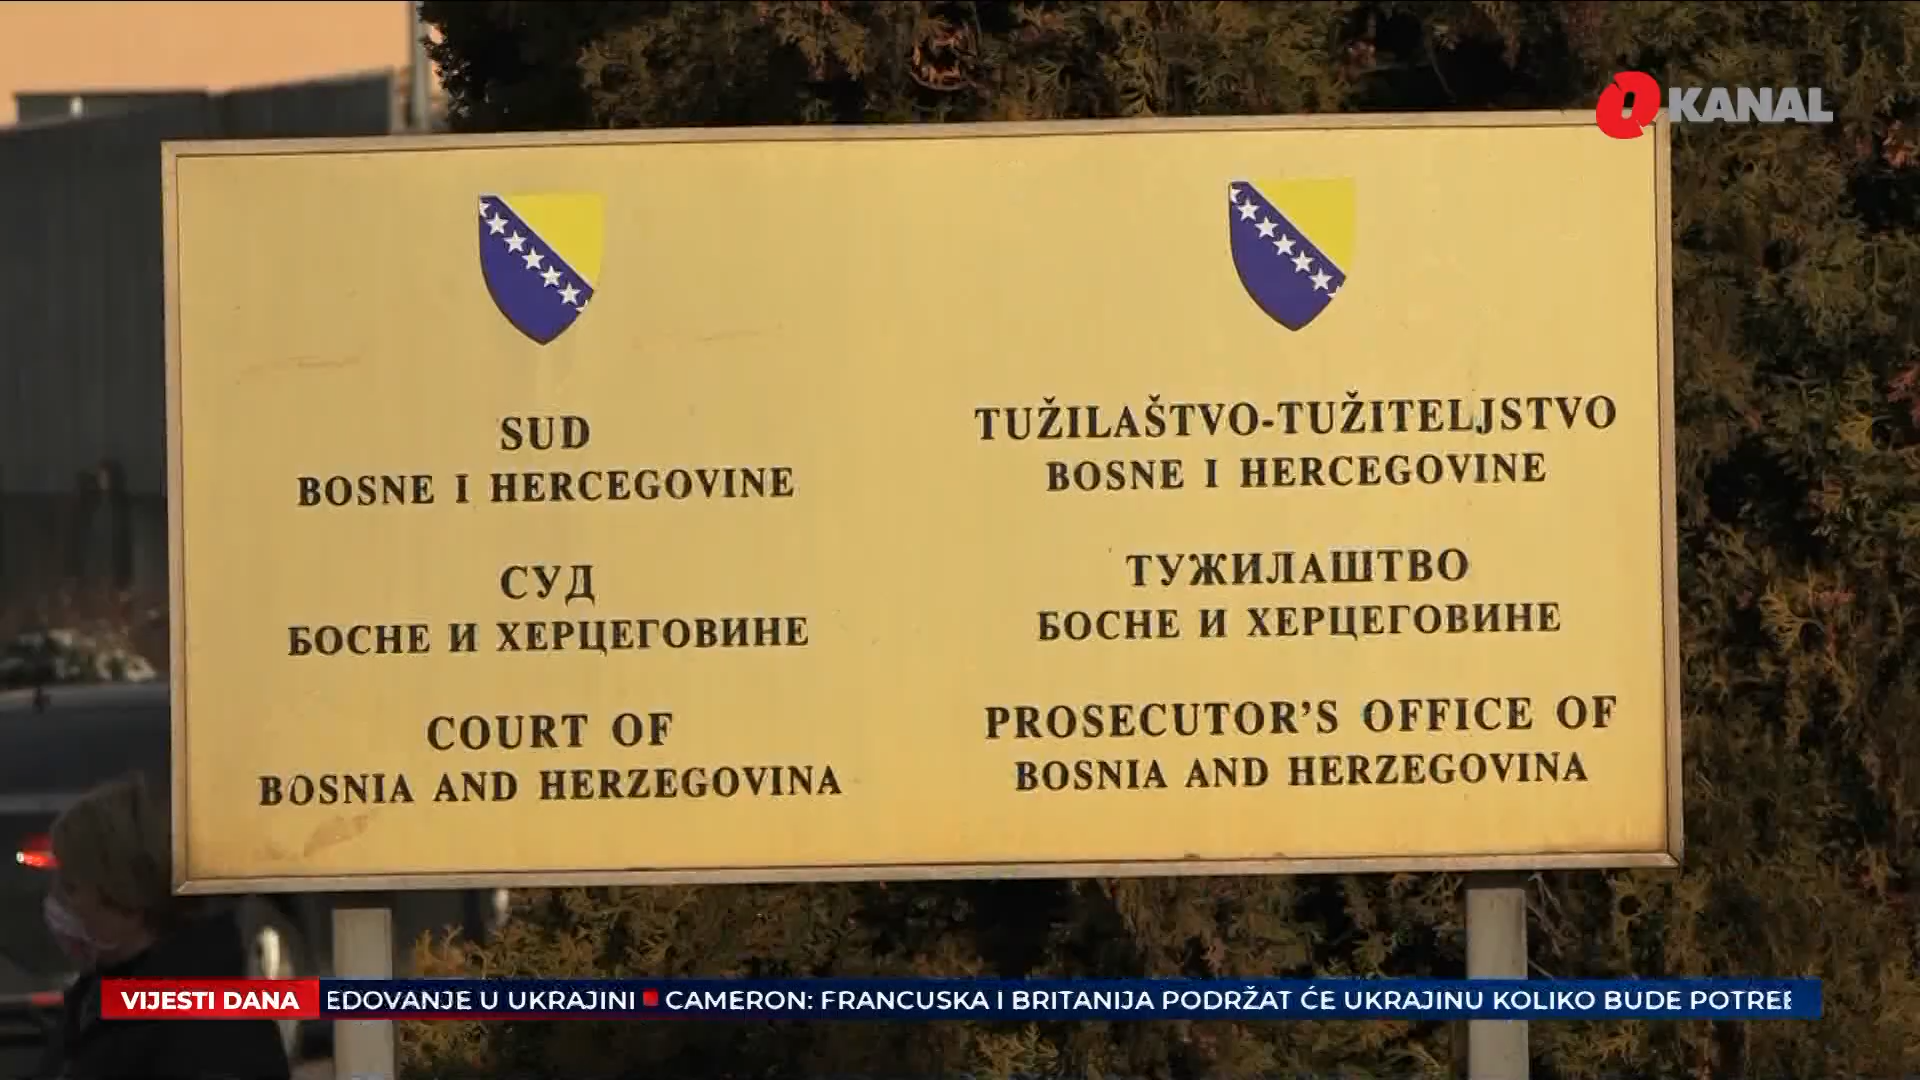 KANAL
SUD
BOSNE I HERCEGOVINE
СУД
БОСНЕ И ХЕРЦЕГОВИНЕ
COURT OF
BOSNIA AND HERZEGOVINA
TUŽILAŠTVO-TUŽITELJSTVO
BOSNE I HERCEGOVINE
ТУЖИЛАШТВО
БОСНЕ И ХЕРЦЕГОВИНЕ
PROSECUTOR'S OFFICE OF
BOSNIA AND HERZEGOVINA
VIJESTI DANA
U UKRAJINI CAMERON: FRANCUSKA I BRITANIJA PODRŽAT ĆE UKRAJINU KOLIKO BUDE